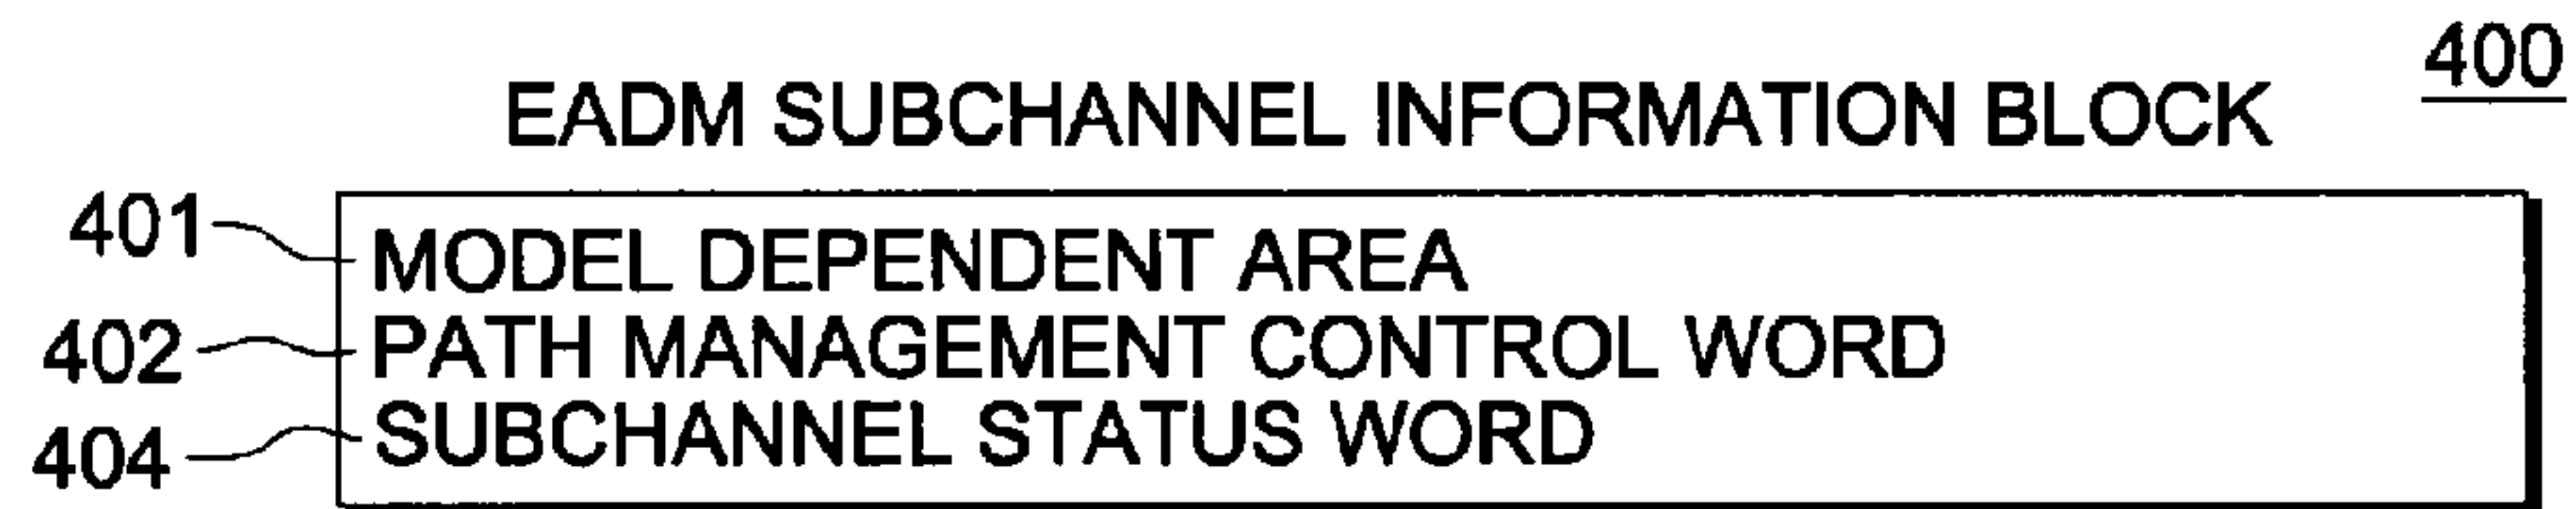 400
EADM SUBCHANNEL INFORMATION BLOCK
401 MODEL DEPENDENT AREA
402 PATH MANAGEMENT CONTROL WORD
404 SUBCHANNEL STATUS WORD